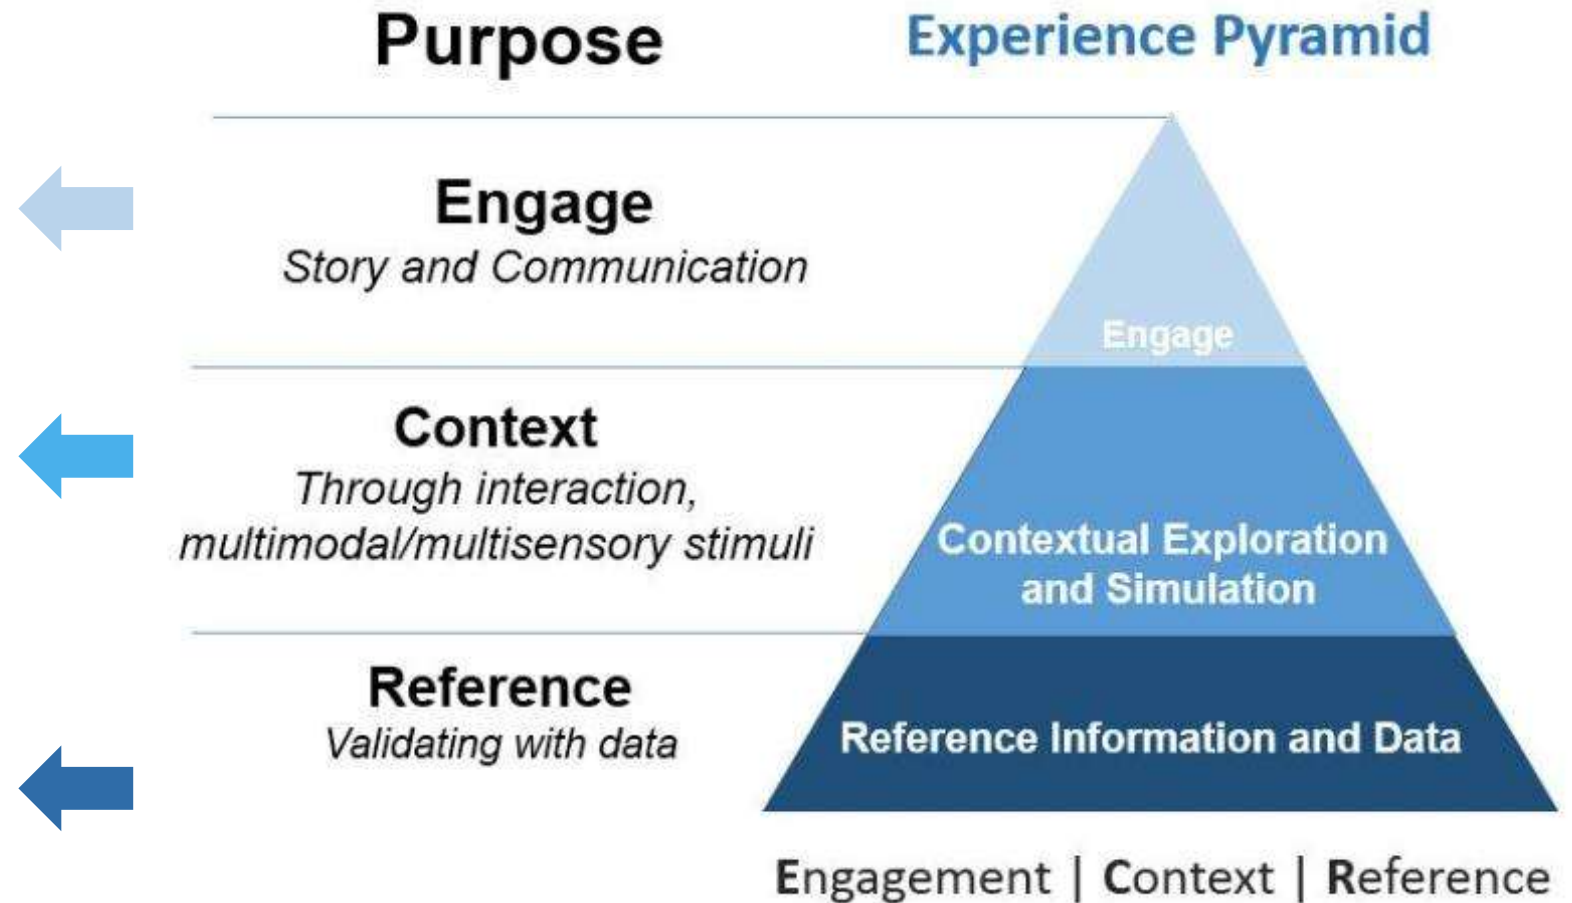 Purpose
Experience Pyramid
Engage
Story and Communication
Engage
Context
Through interaction,
multimodal/multisensory stimuli
Contextual Exploration
and Simulation
Reference
Validating with data
Reference Information and Data
Engagement | Context | Reference